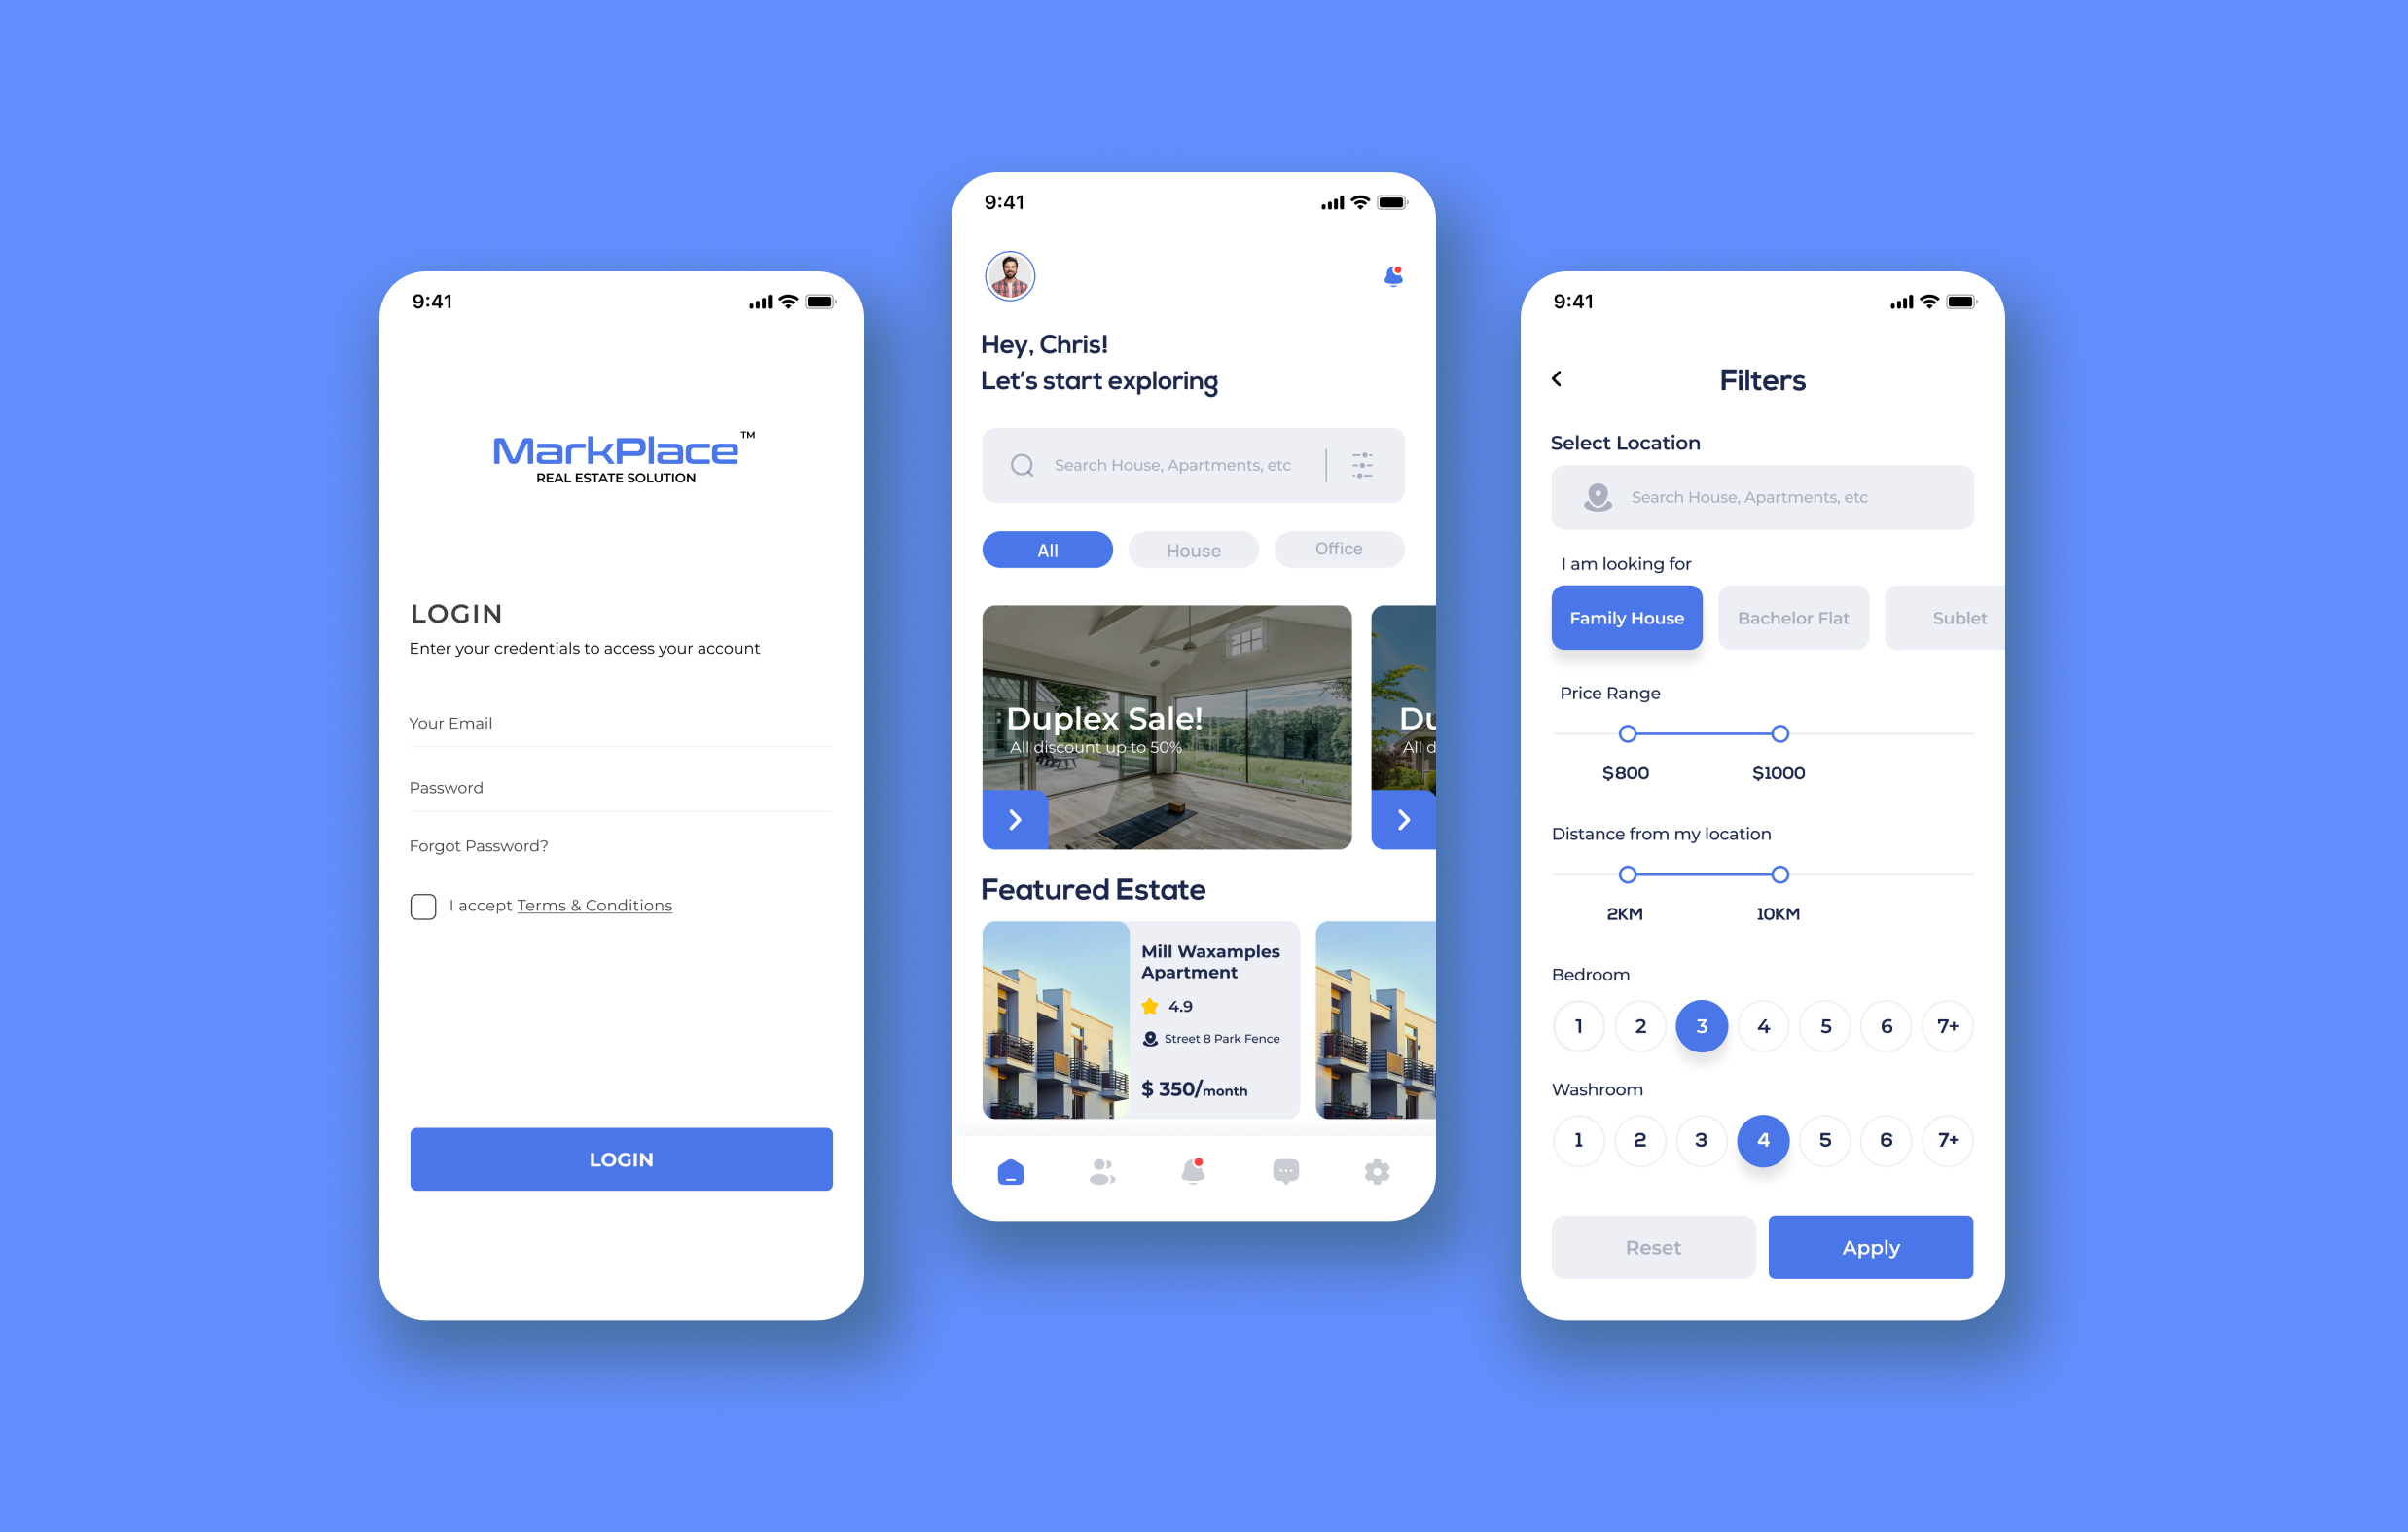 9:41
MarkPlace™
REAL ESTATE SOLUTION
LOGIN
Enter your credentials to access your account
Your Email
Password
Forgot Password?
I accept Terms & Conditions
LOGIN
9:41
Hey, Chris!
Let's start exploring
Search House, Apartments, etc
All
House
Office
Duplex Sale!
All discount up to 50%
Du
All d
Featured Estate
Mill Waxamples
Apartment
4.9
Street 8 Park Fence
$ 350/month
9:41
Filters
Select Location
Search House, Apartments, etc
I am looking for
Family House
Bachelor Flat
Sublet
Price Range
$800
$1000
Distance from my location
2KM
10KM
Bedroom
1 2 3 4 5 6 7+
Washroom
1 2 3 4 5 6 7+
Reset
Apply